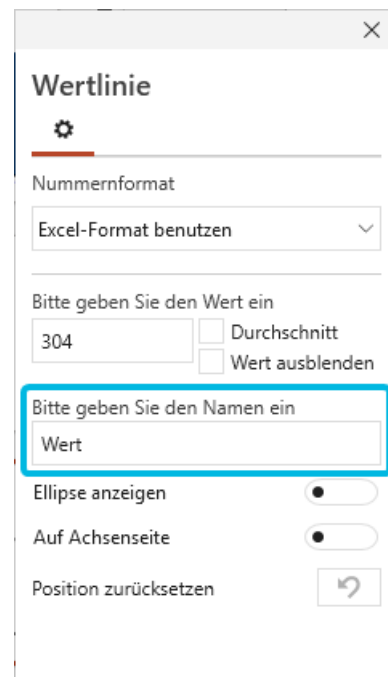 Wertlinie
Nummernformat
Excel-Format benutzen
Bitte geben Sie den Wert ein
304
Durchschnitt
Wert ausblenden
Bitte geben Sie den Namen ein
Wert
Ellipse anzeigen
Auf Achsenseite
Position zurücksetzen